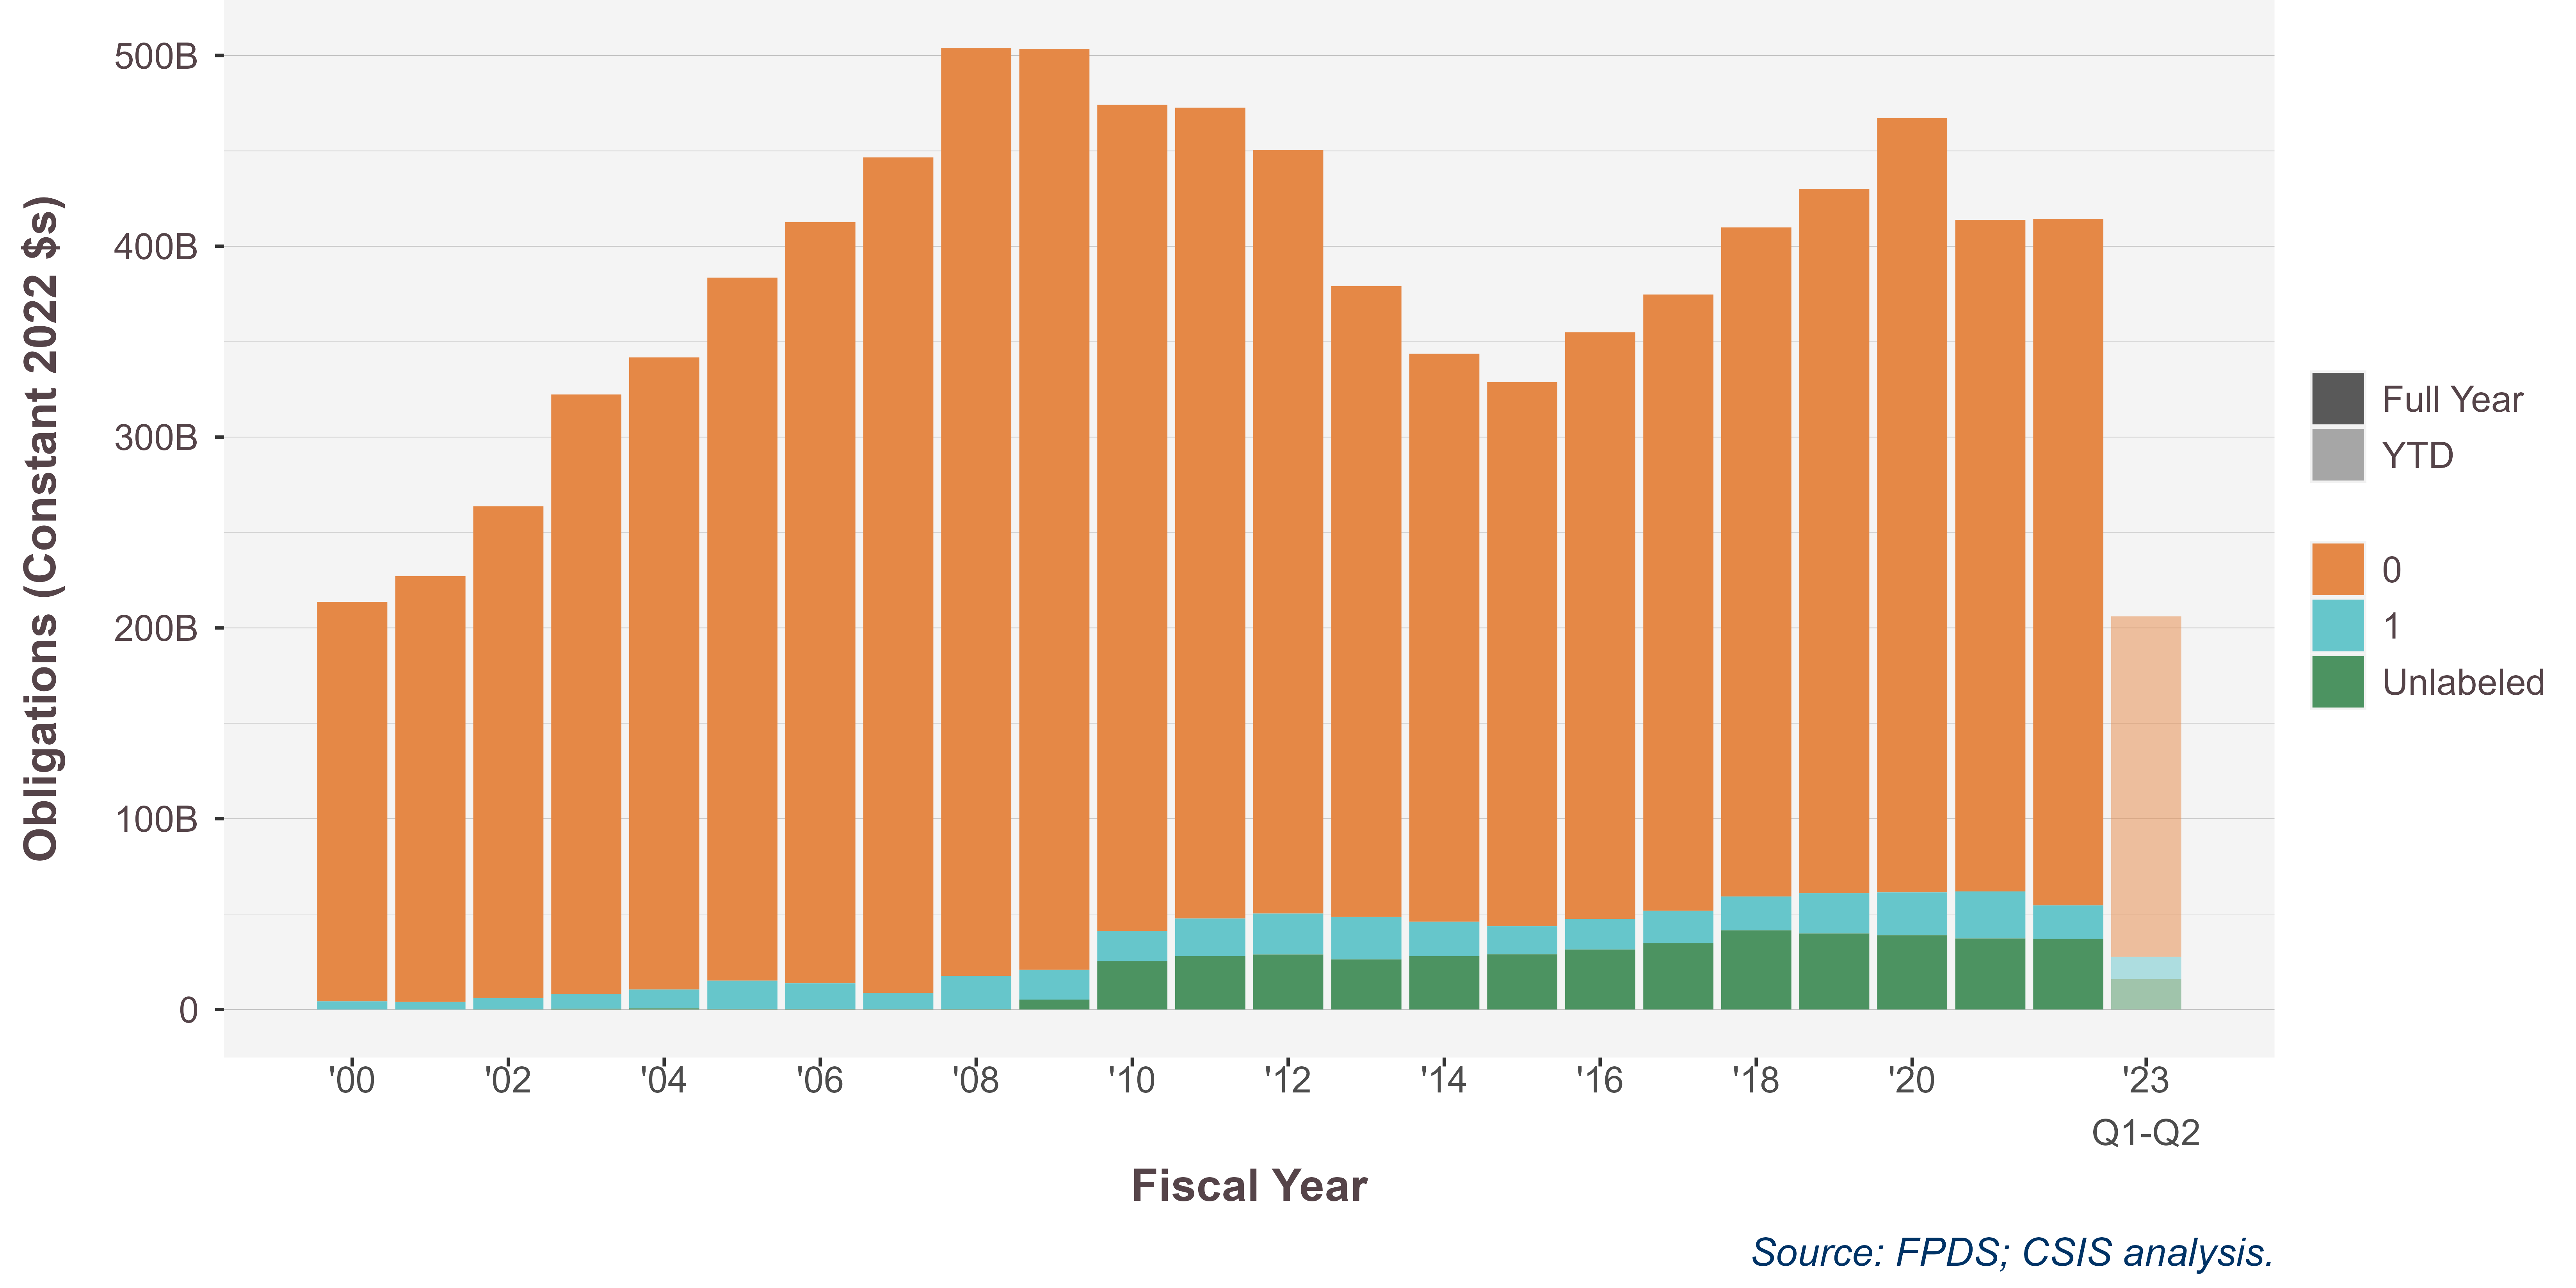 Obligations (Constant 2022 $s)
500B
400B
300B
200B
100B
0
'00 '02 '04 '06 '08 '10 '12 '14 '16 '18 '20 '23
Q1-Q2
Fiscal Year
Full Year
YTD
0
1
Unlabeled
Source: FPDS; CSIS analysis.